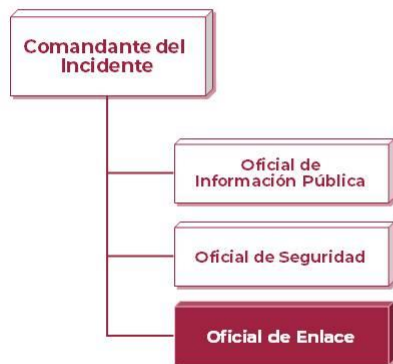 Comandante del
Incidente
Oficial de
Información Pública
Oficial de Seguridad
Oficial de Enlace